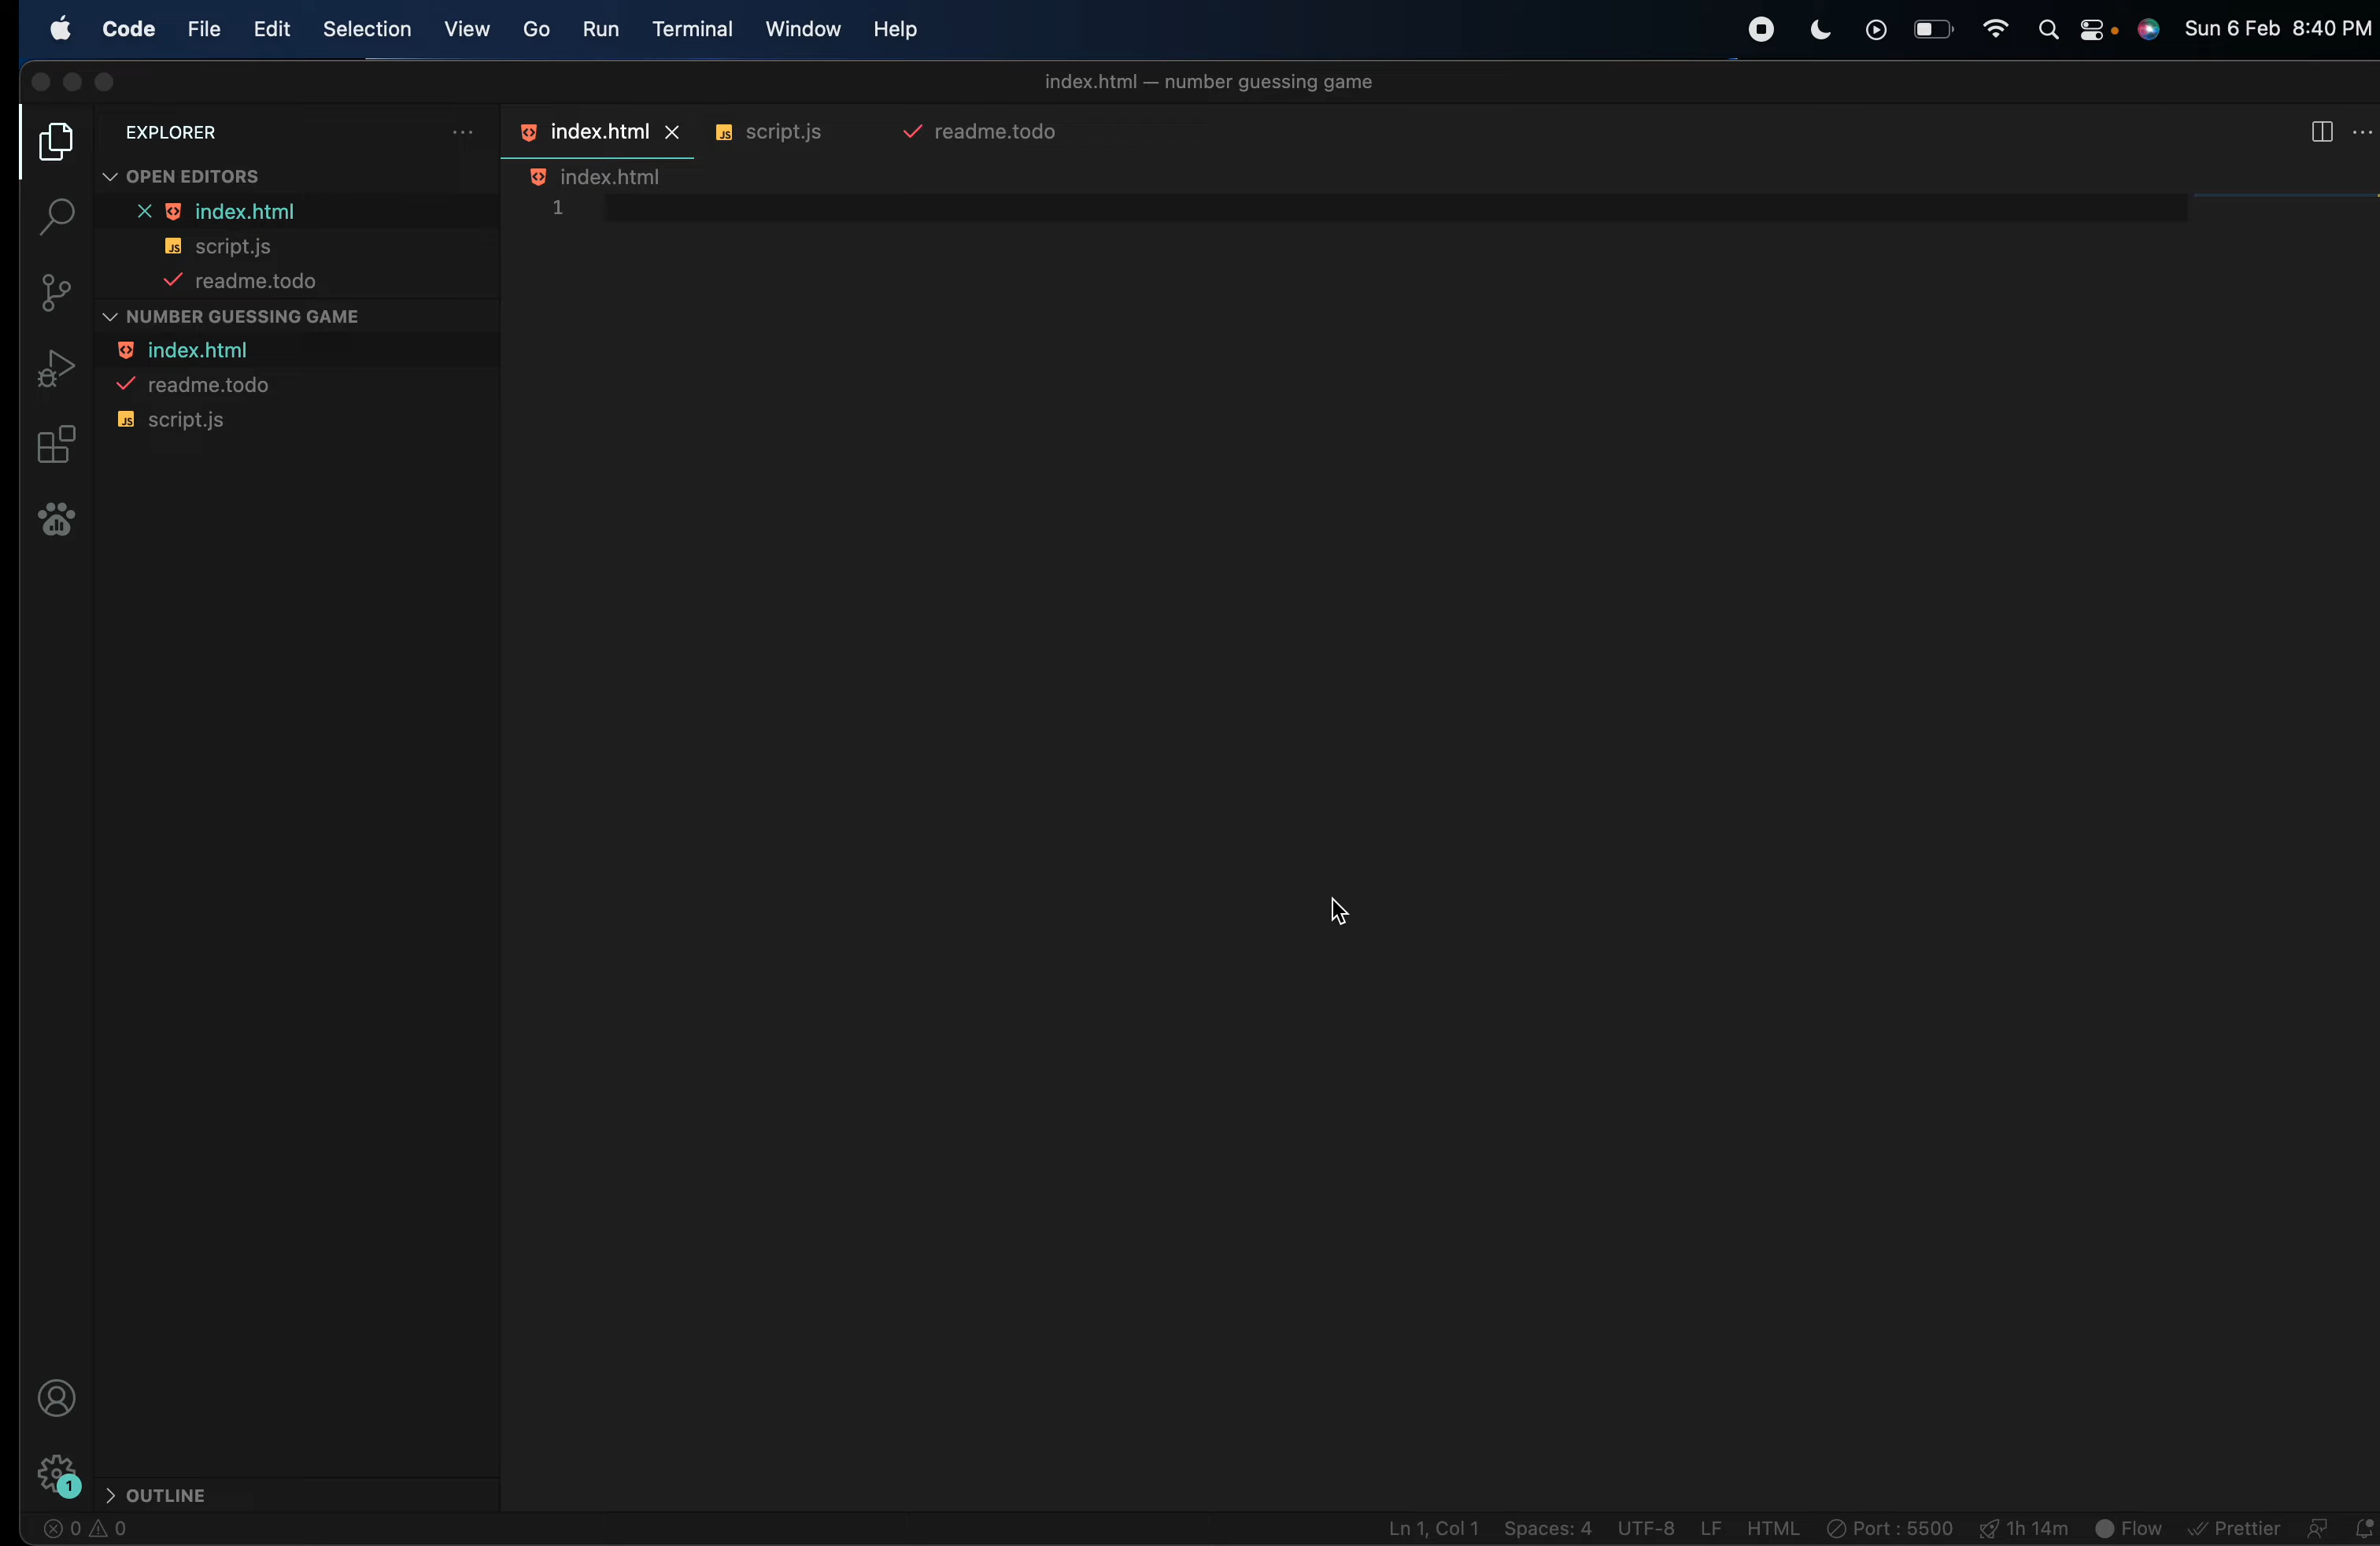 Code File Edit Selection View Go Run Terminal Window Help Sun 6 Feb 8:40 PM
index.html — number guessing game
EXPLORER
index.html script.js readme.todo
OPEN EDITORS
index.html
index.html
1
script.js
readme.todo
NUMBER GUESSING GAME
index.html
readme.todo
JS script.js
OUTLINE
1
0 0 Ln 1, Col 1 Spaces: 4 UTF-8 LF HTML Port : 5500 1h 14m Flow Prettier